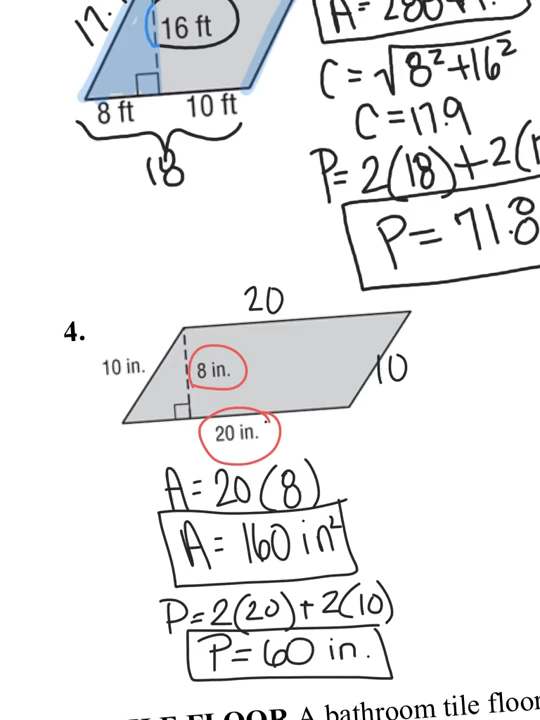 17.
16 ft
8 ft 10 ft
18
C = √8²+16²
C = 17.9
P= 2(18)+2(
P= 71.8
4.
20
10 in.
8 in.
10
20 in.
A = 20(8)
A = 160 in²
P=2(20)+2(10)
P= 60 in.
FLOOR A bathroom tile floor